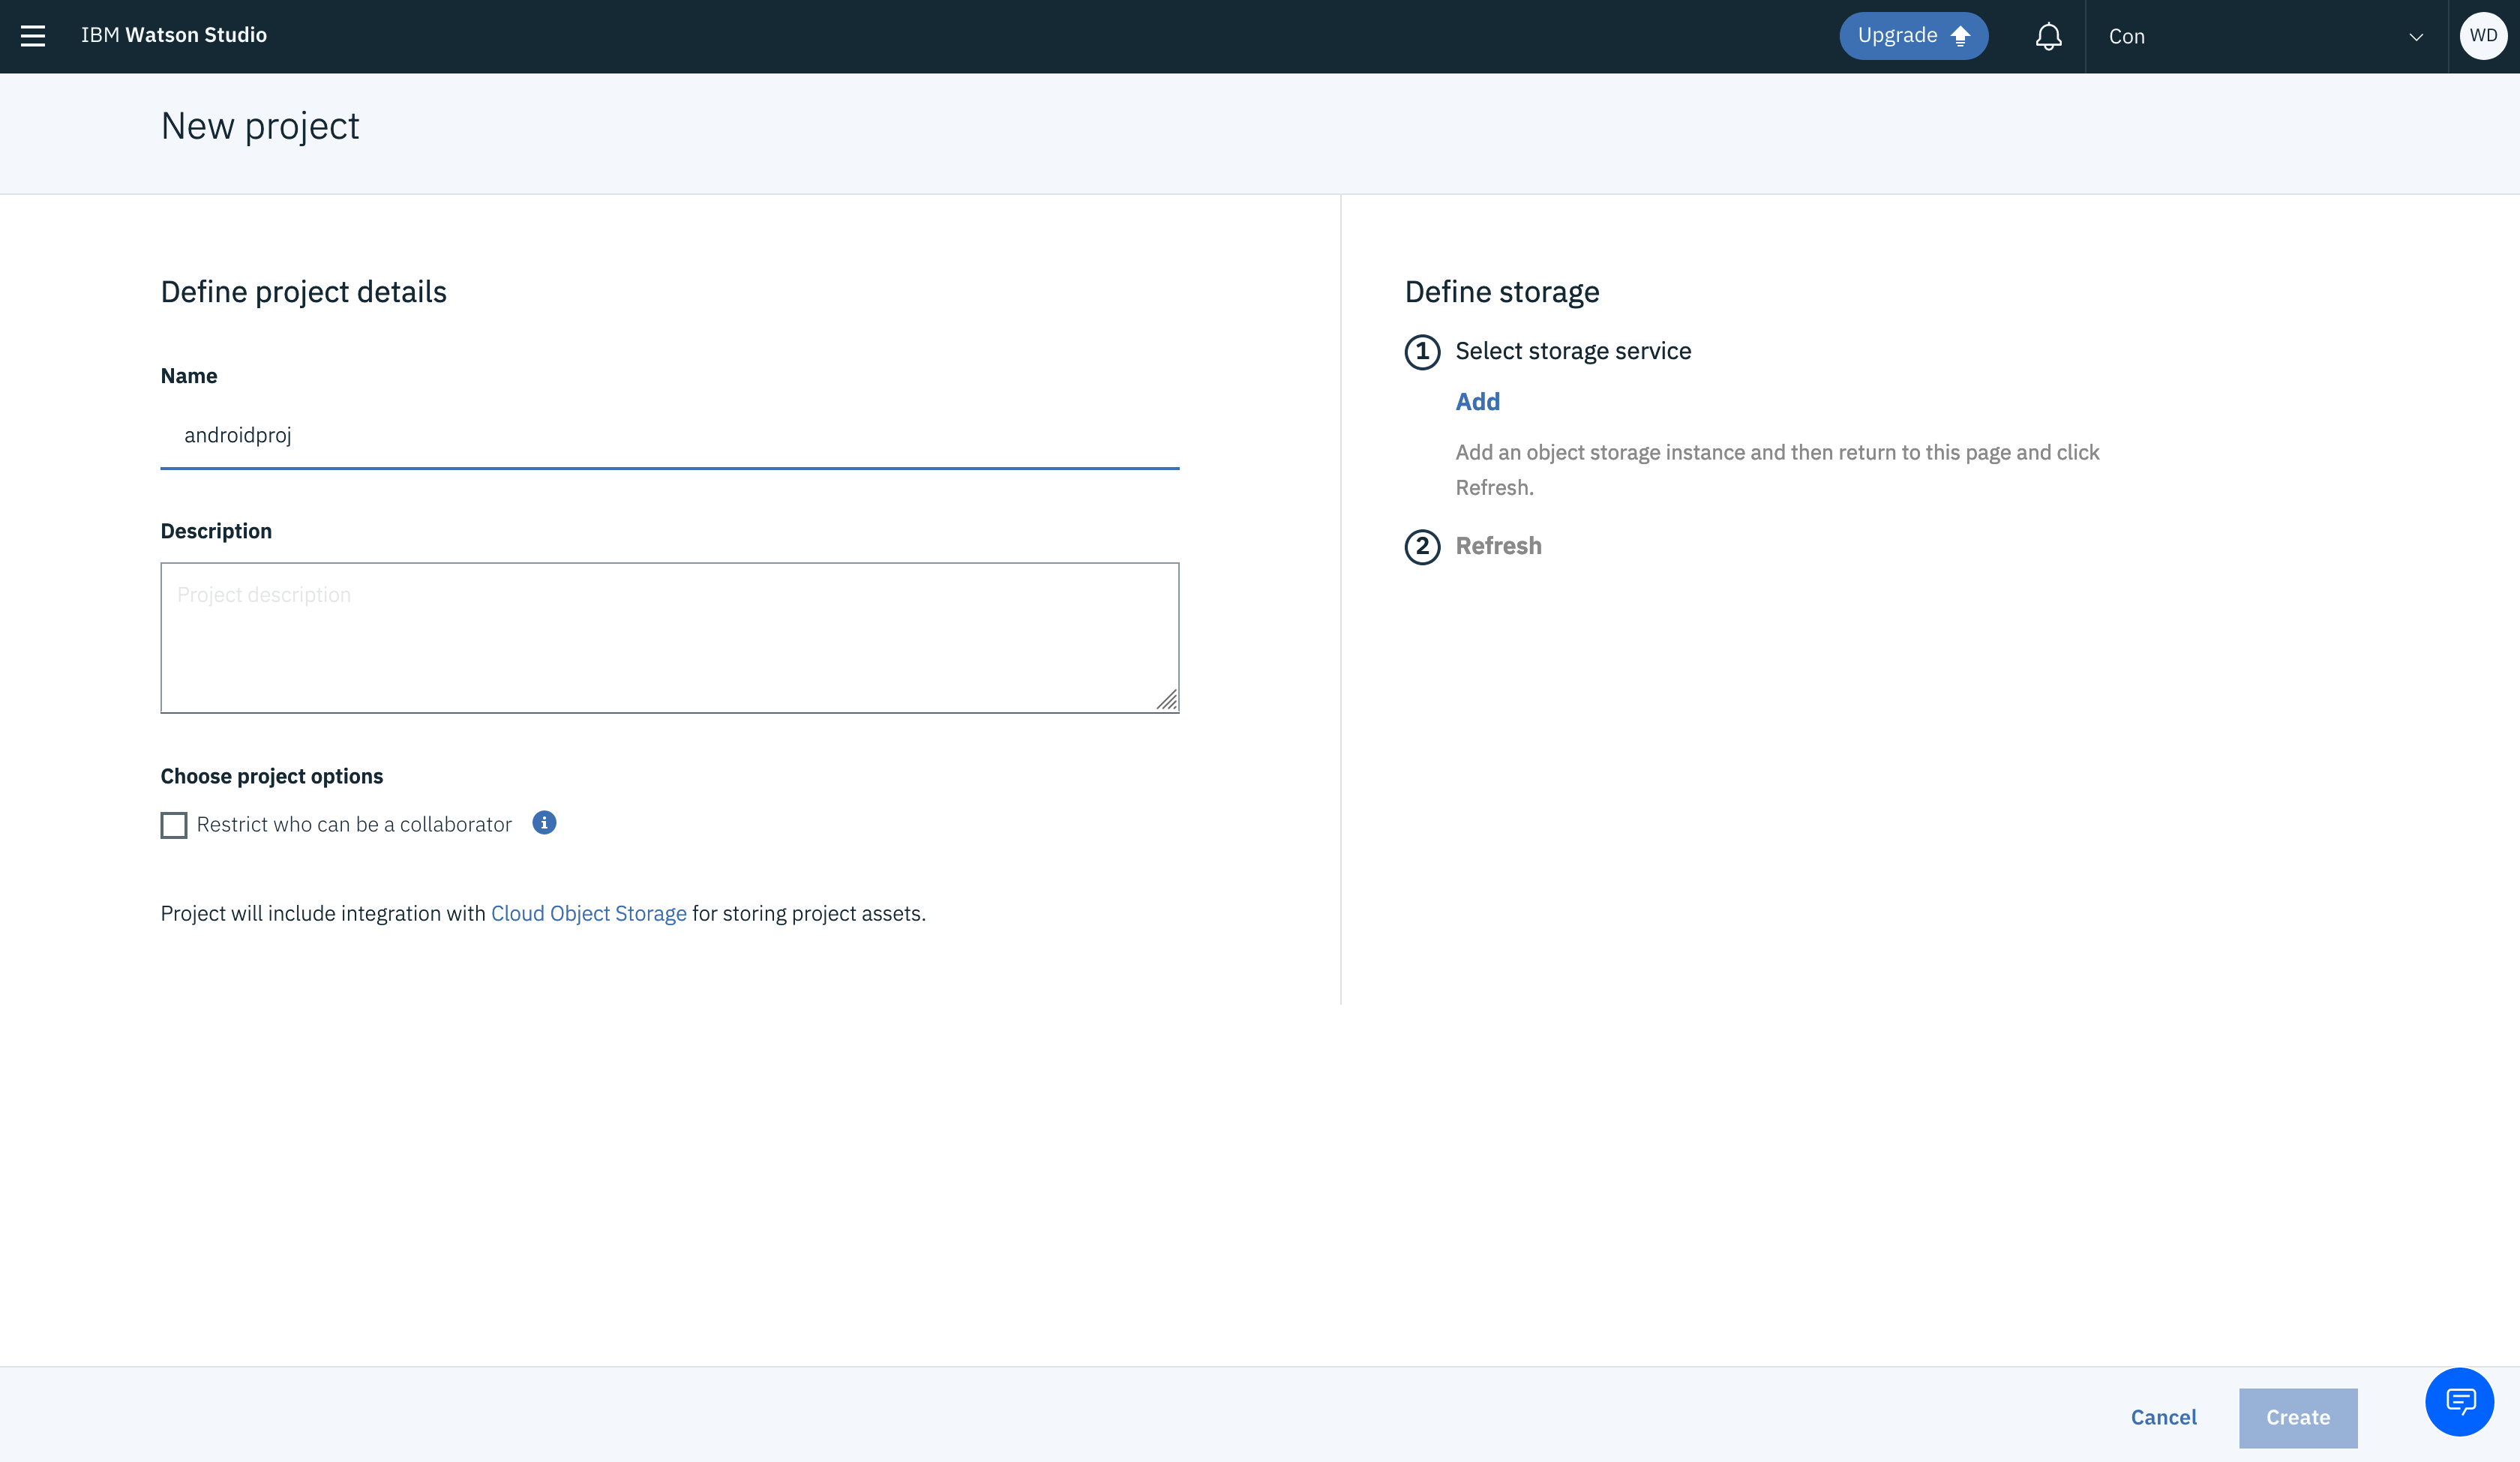 IBM Watson Studio
Upgrade
Con
WD
New project
Define project details
Name
androidproj
Description
Project description
Choose project options
Restrict who can be a collaborator
Project will include integration with Cloud Object Storage for storing project assets.
Define storage
1 Select storage service
Add
Add an object storage instance and then return to this page and click
Refresh.
2 Refresh
Cancel
Create